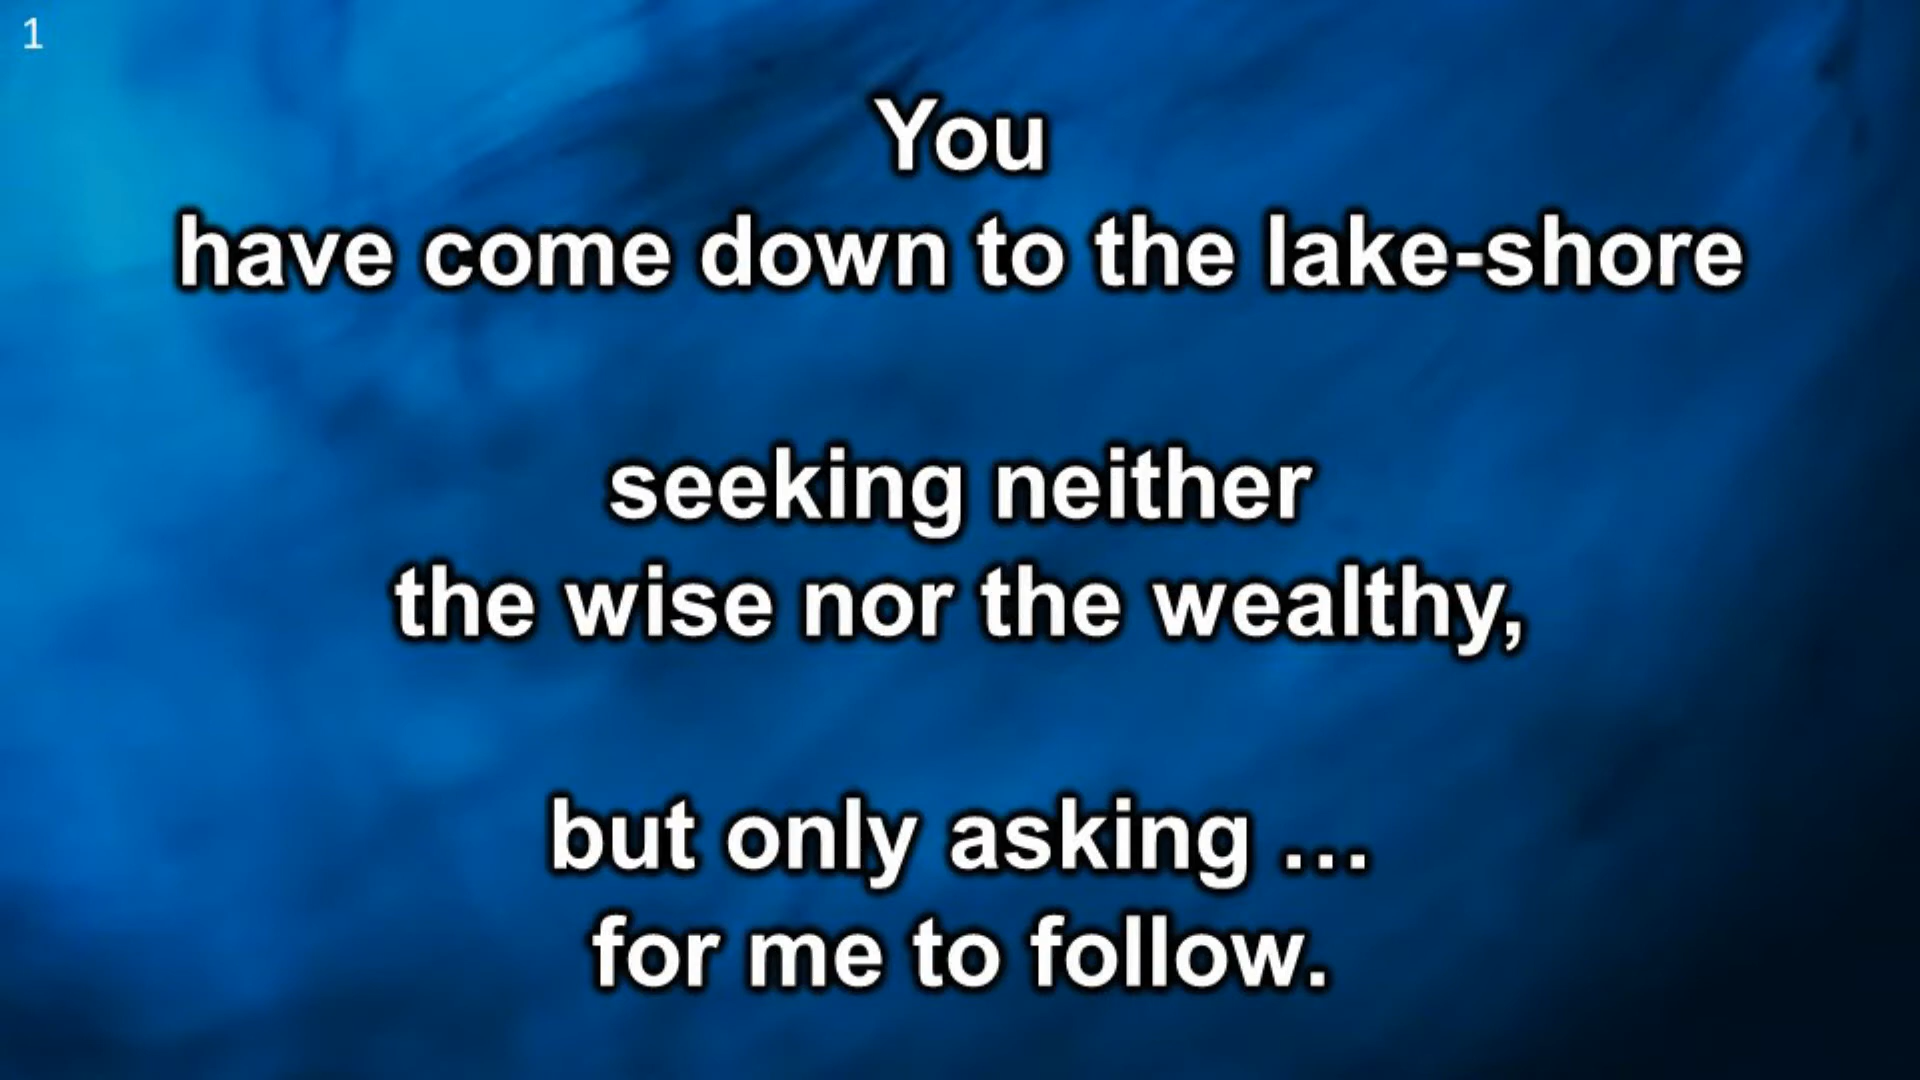 1
You
have come down to the lake-shore
seeking neither
the wise nor the wealthy,
but only asking …
for me to follow.